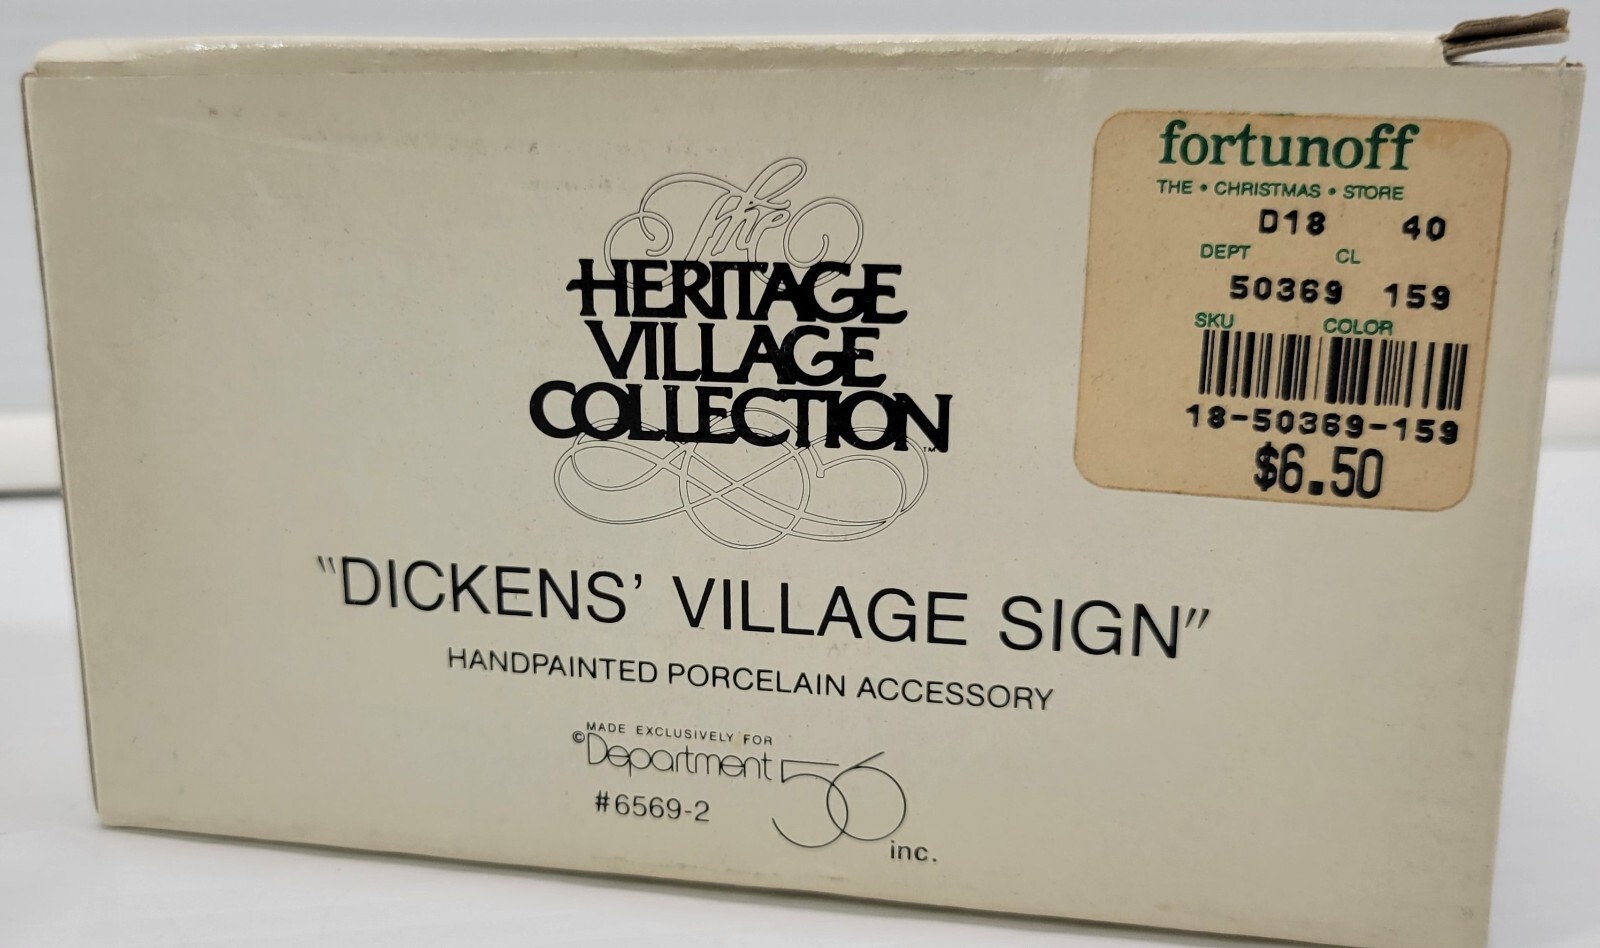 The
HERITAGE
VILLAGE
COLLECTION™
"DICKENS' VILLAGE SIGN"
HANDPAINTED PORCELAIN ACCESSORY
MADE EXCLUSIVELY FOR
©Department 56
#6569-2
inc.
fortunoff
THE • CHRISTMAS • STORE
D18 40
DEPT CL
50369 159
SKU COLOR
18-50369-159
$6.50